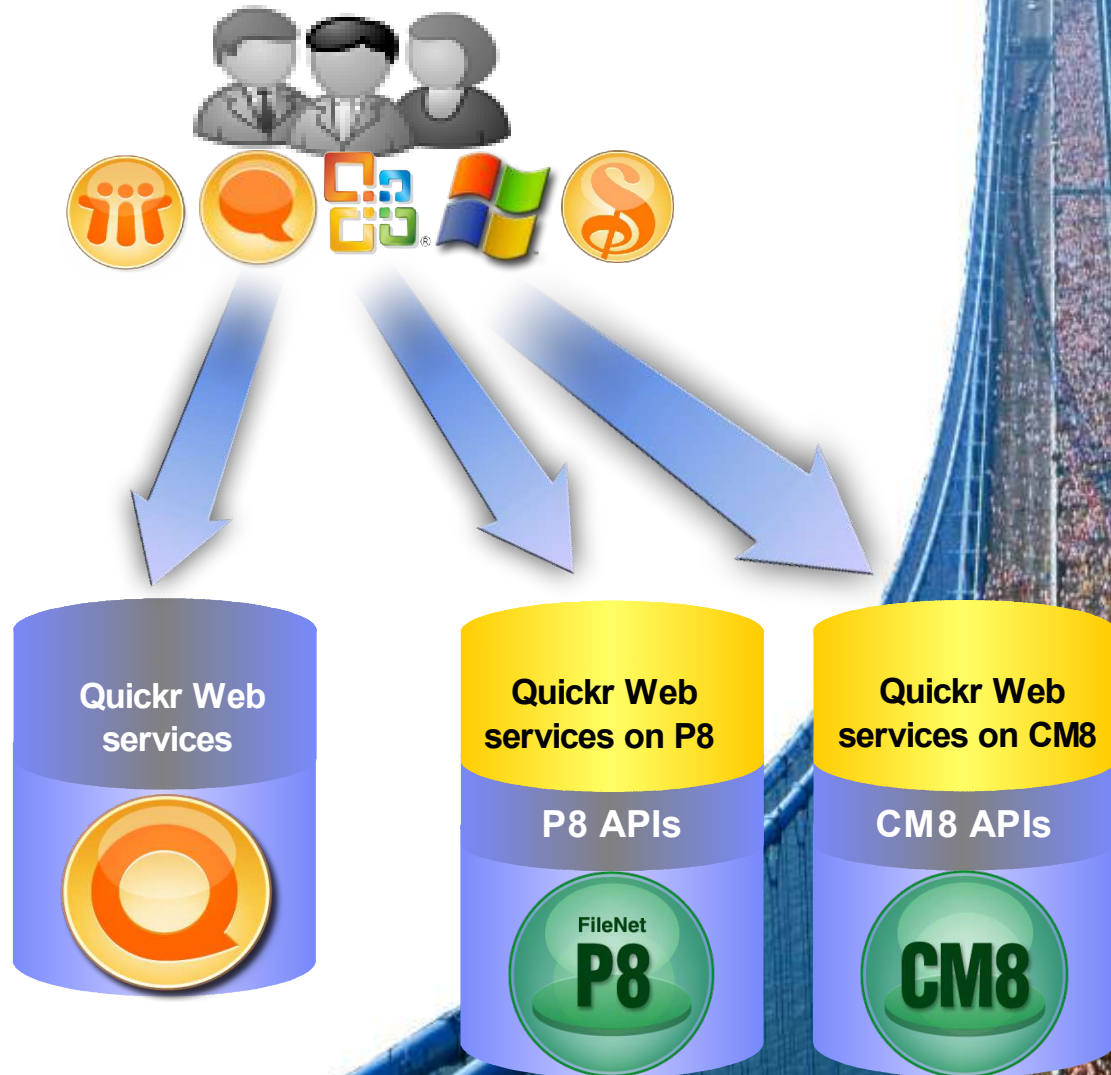 ®
™
Quickr Web
services
Quickr Web
services on P8
Quickr Web
services on CM8
P8 APIs
CM8 APIs
FileNet
P8
CM8